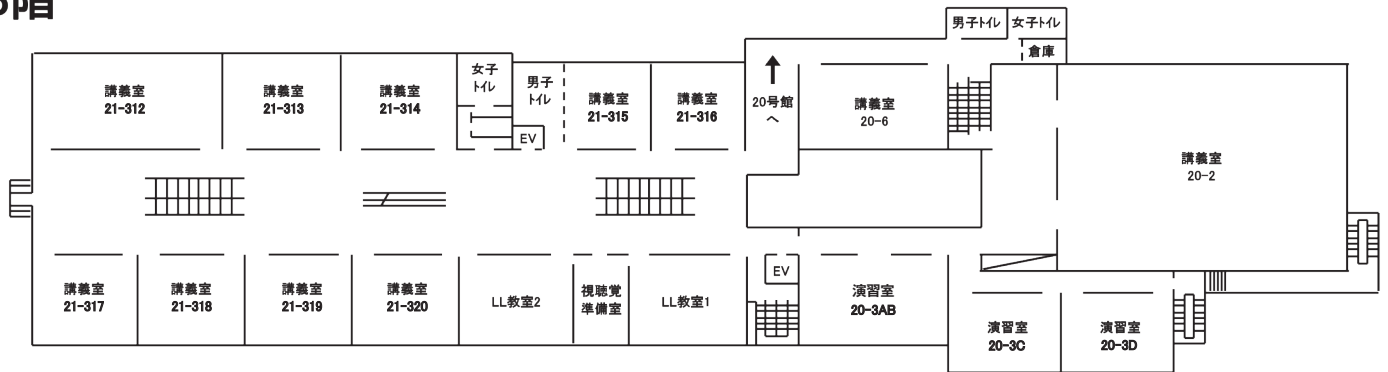 階
男子トイレ
女子トイレ
倉庫
講義室
21-312
講義室
21-313
講義室
21-314
女子
トイレ
男子
トイレ
EV
講義室
21-315
講義室
21-316
20号館
へ
講義室
20-6
講義室
20-2
講義室
21-317
講義室
21-318
講義室
21-319
講義室
21-320
LL教室2
視聴覚
準備室
LL教室1
EV
演習室
20-3AB
演習室
20-3C
演習室
20-3D